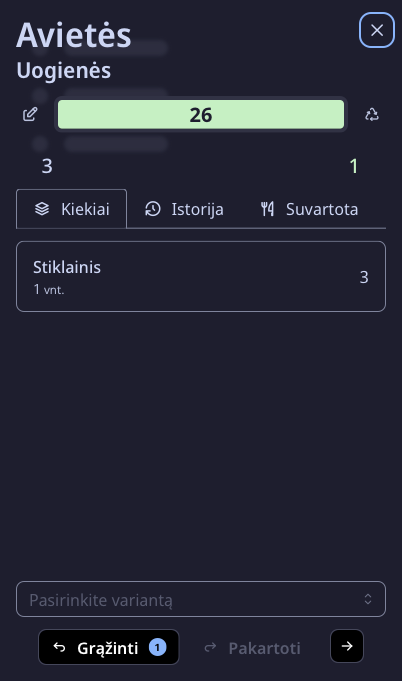 Avietės
Uogienės
26
3 1
Kiekiai Istorija Suvartota
Stiklainis
1 vnt.
3
Pasirinkite variantą
Grąžinti 1 Pakartoti